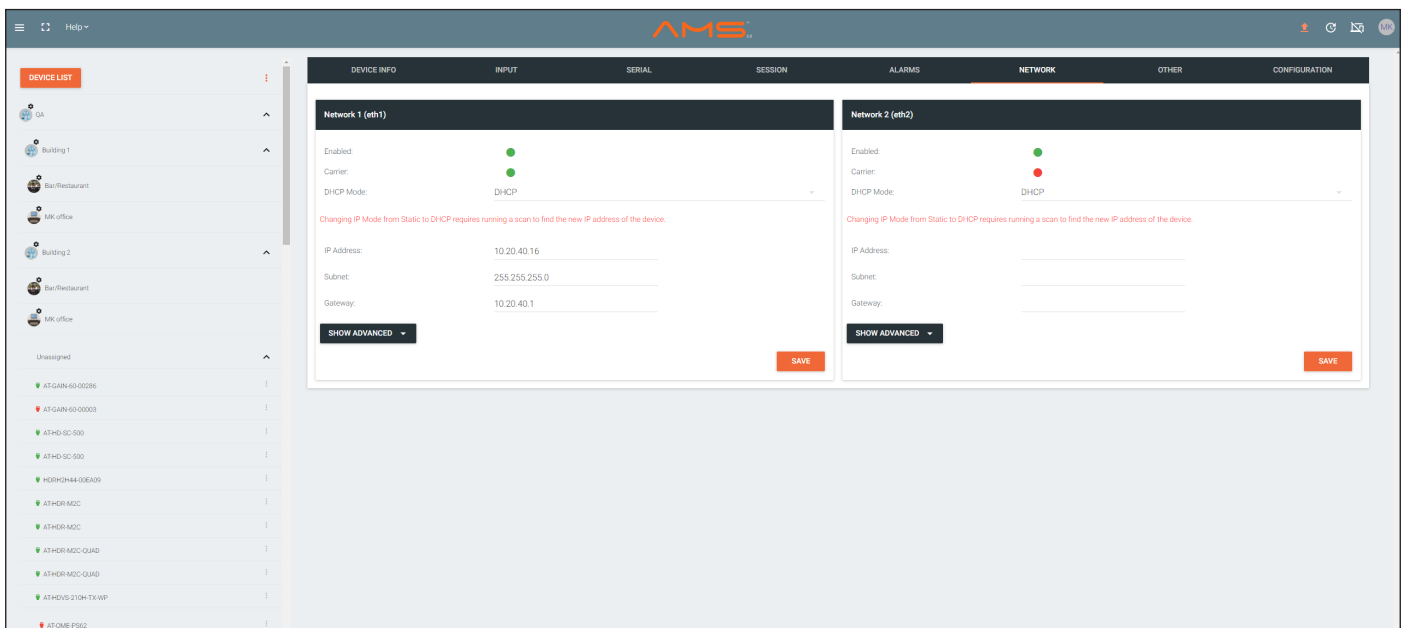 Help
AMS
MK
DEVICE LIST
QA
Building 1
Bar/Restaurant
MK office
Building 2
Bar/Restaurant
MK office
Unassigned
AT-GAIN-60-00286
AT-GAIN-60-00003
AT-HD-SC-500
AT-HD-SC-500
HDRH2H44-00EA09
AT-HDR-M2C
AT-HDR-M2C
AT-HDR-M2C-QUAD
AT-HDR-M2C-QUAD
AT-HDVS-210H-TX-WP
AT-OME-PS62
DEVICE INFO INPUT SERIAL SESSION ALARMS NETWORK OTHER CONFIGURATION
Network 1 (eth1)
Enabled:
Carrier:
DHCP Mode: DHCP
Changing IP Mode from Static to DHCP requires running a scan to find the new IP address of the device.
IP Address: 10.20.40.16
Subnet: 255.255.255.0
Gateway: 10.20.40.1
SHOW ADVANCED
SAVE
Network 2 (eth2)
Enabled:
Carrier:
DHCP Mode: DHCP
Changing IP Mode from Static to DHCP requires running a scan to find the new IP address of the device
IP Address:
Subnet:
Gateway:
SHOW ADVANCED
SAVE